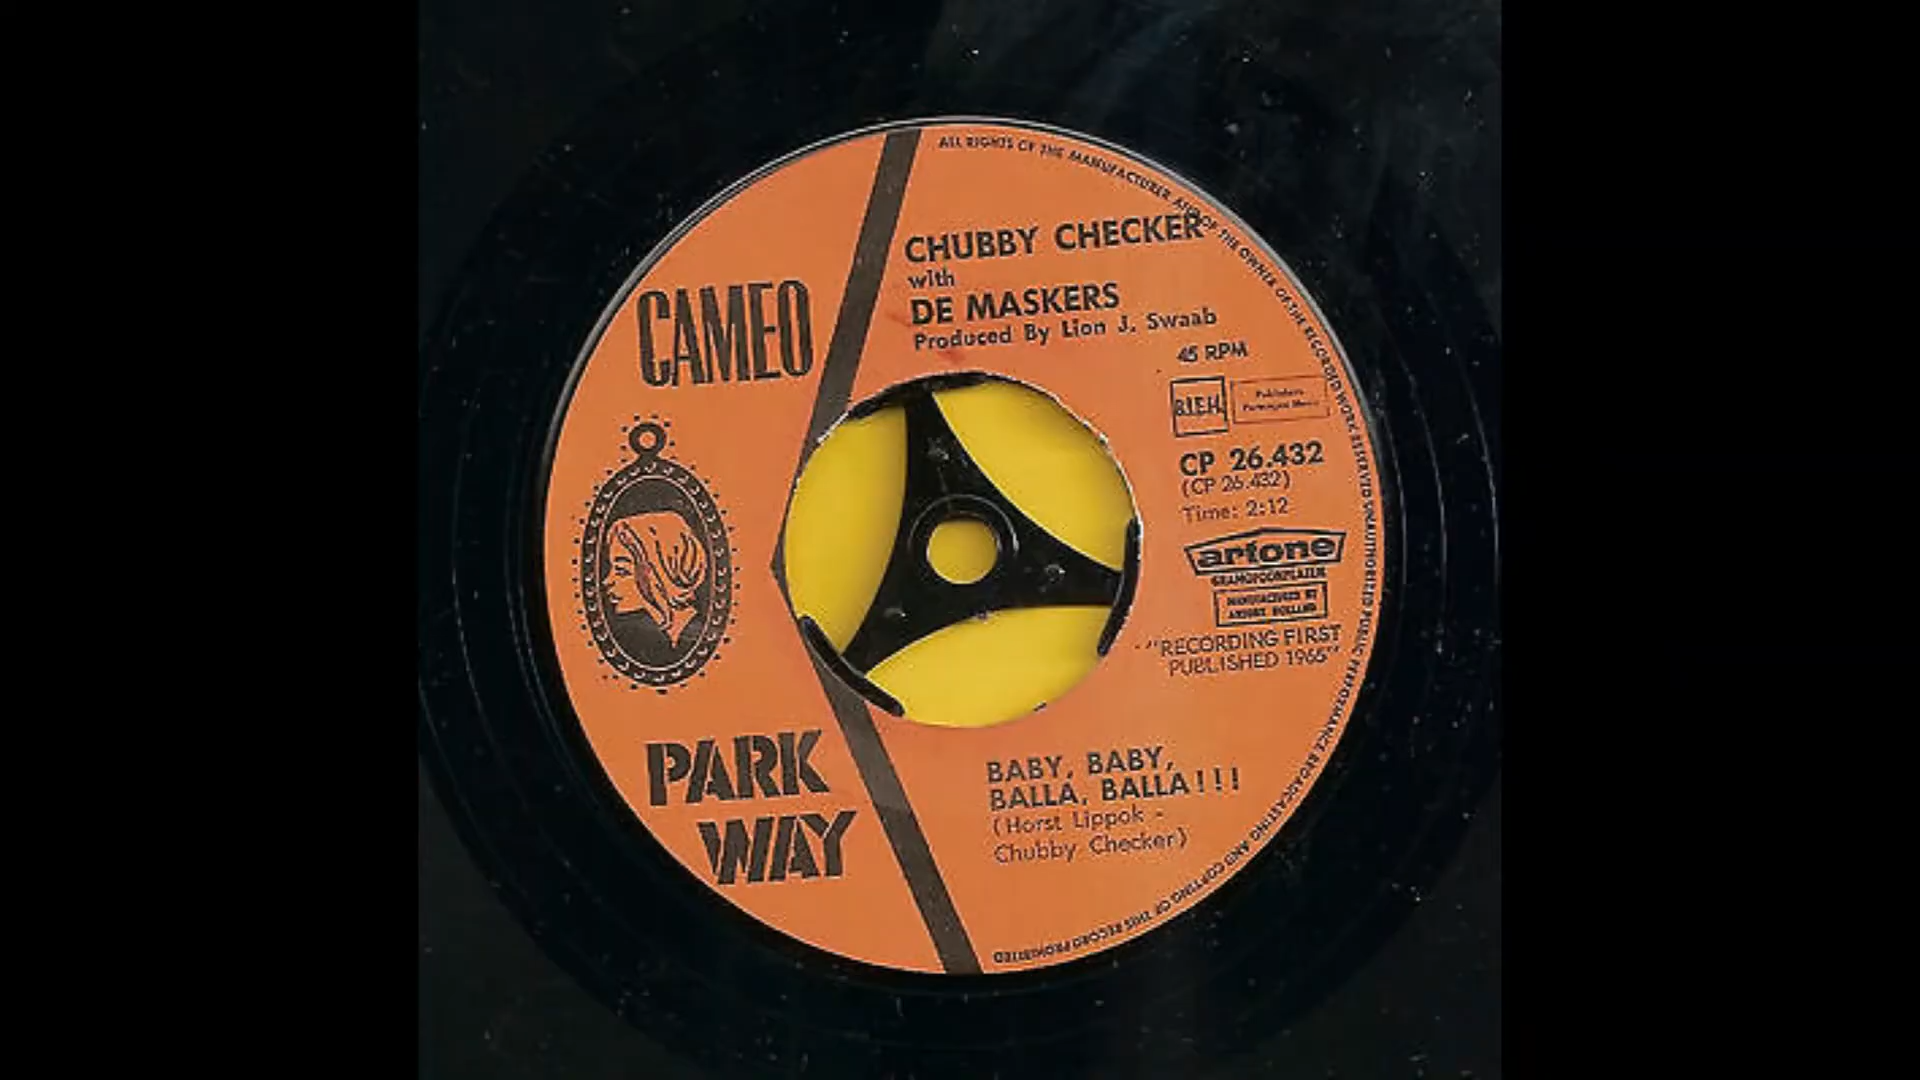 CAMEO
PARK
WAY
ALL RIGHTS OF THE MANUFACTURER AND OF THE OWNER OF THE RECORDED WORK RESERVED UNAUTHORIZED PUBLIC PERFORMANCE BROADCASTING AND COPYING OF THIS RECORD PROHIBITED
CHUBBY CHECKER
with
DE MASKERS
Produced By Lion J. Swaab
45 RPM
B.I.E.M.
Publishers
CP 26.432
(CP 26.432)
Time: 2:12
artone
GRAMOFOONPLATEN
MANUFACTURED BY
ARTONE HOLLAND
"RECORDING FIRST
PUBLISHED 1965"
BABY, BABY,
BALLA, BALLA!!!
(Horst Lippok -
Chubby Checker)